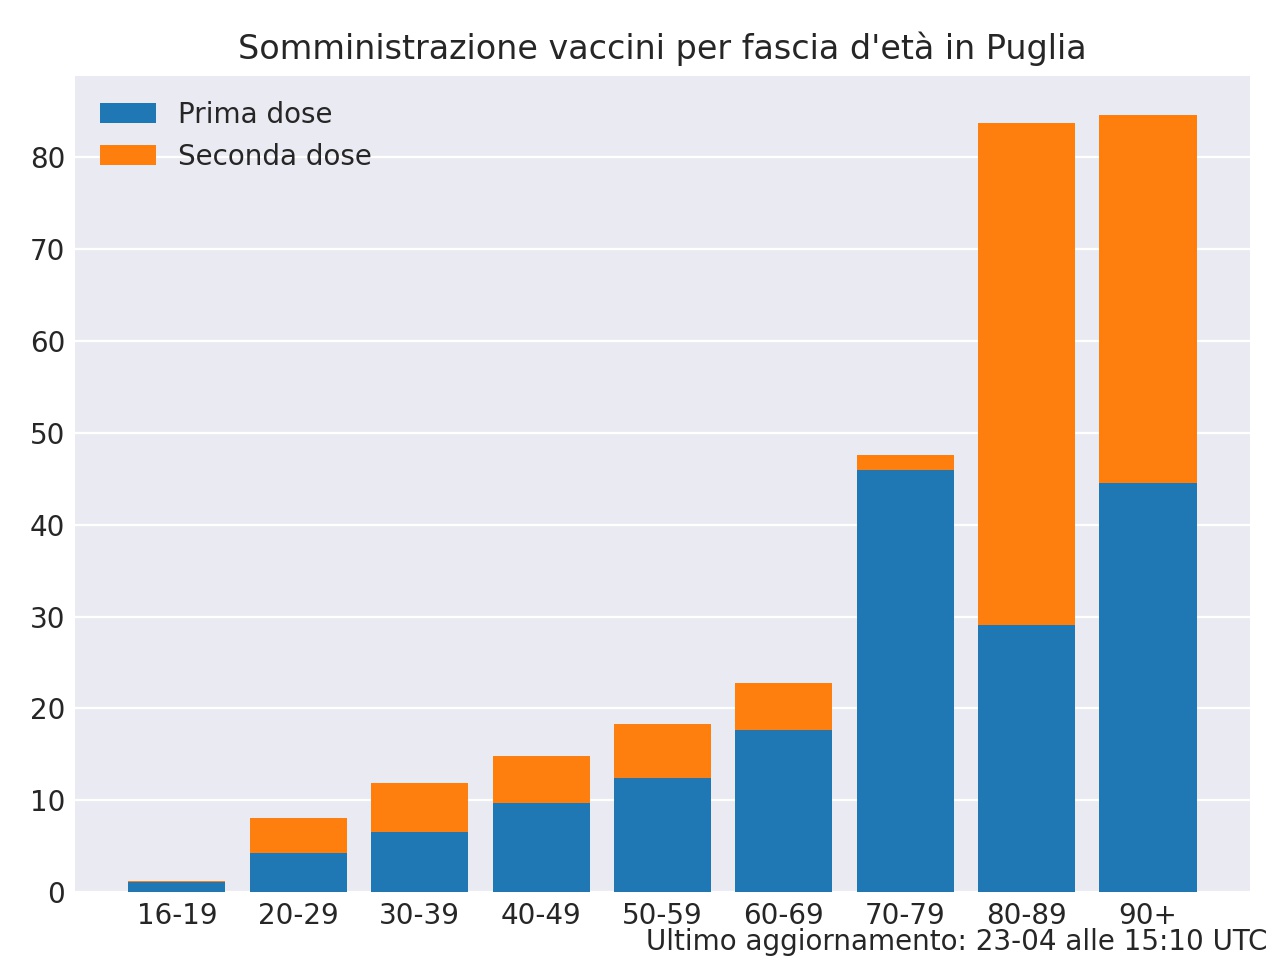 Somministrazione vaccini per fascia d'età in Puglia
Prima dose
Seconda dose
80
70
60
50
40
30
20
10
0
16-19 20-29 30-39 40-49 50-59 60-69 70-79 80-89 90+
Ultimo aggiornamento: 23-04 alle 15:10 UTC